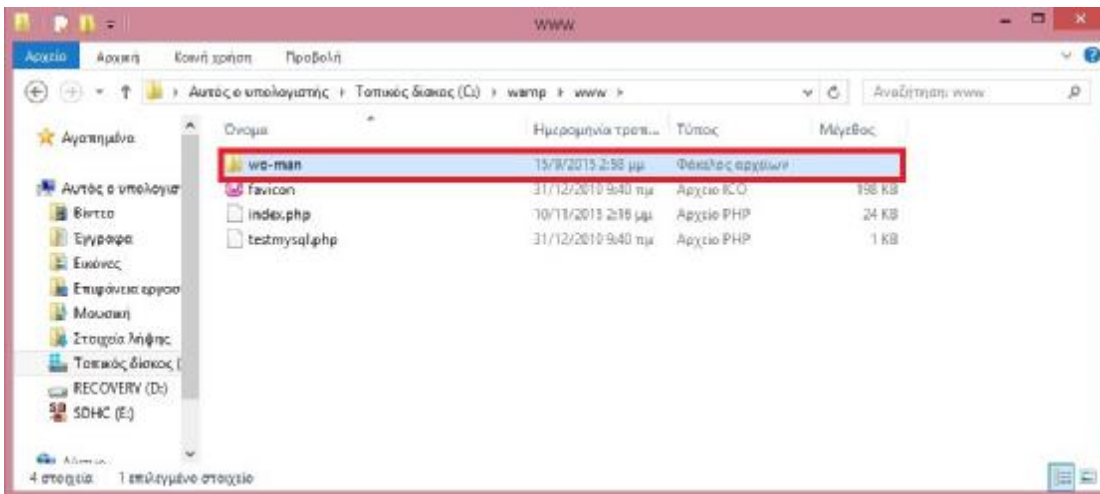 www
Αρχείο Αρχική Κοινή χρήση Προβολή
Αυτός ο υπολογιστής Τοπικός δίσκος (C:) wamp www Αναζήτηση: www
Όνομα Ημερομηνία τροπ... Τύπος Μέγεθος
wo-man 15/9/2015 2:58 μμ Φάκελος αρχείων
favicon 31/12/2010 9:40 πμ Αρχείο ICO 198 KB
index.php 10/11/2013 2:16 μμ Αρχείο PHP 24 KB
testmysql.php 31/12/2010 9:40 πμ Αρχείο PHP 1 KB
Αγαπημένα
Αυτός ο υπολογισ
Βίντεο
Έγγραφα
Εικόνες
Επιφάνεια εργασ
Μουσική
Στοιχεία λήψης
Τοπικός δίσκος (
RECOVERY (D:)
SDHC (E:)
4 στοιχεία 1 επιλεγμένο στοιχείο